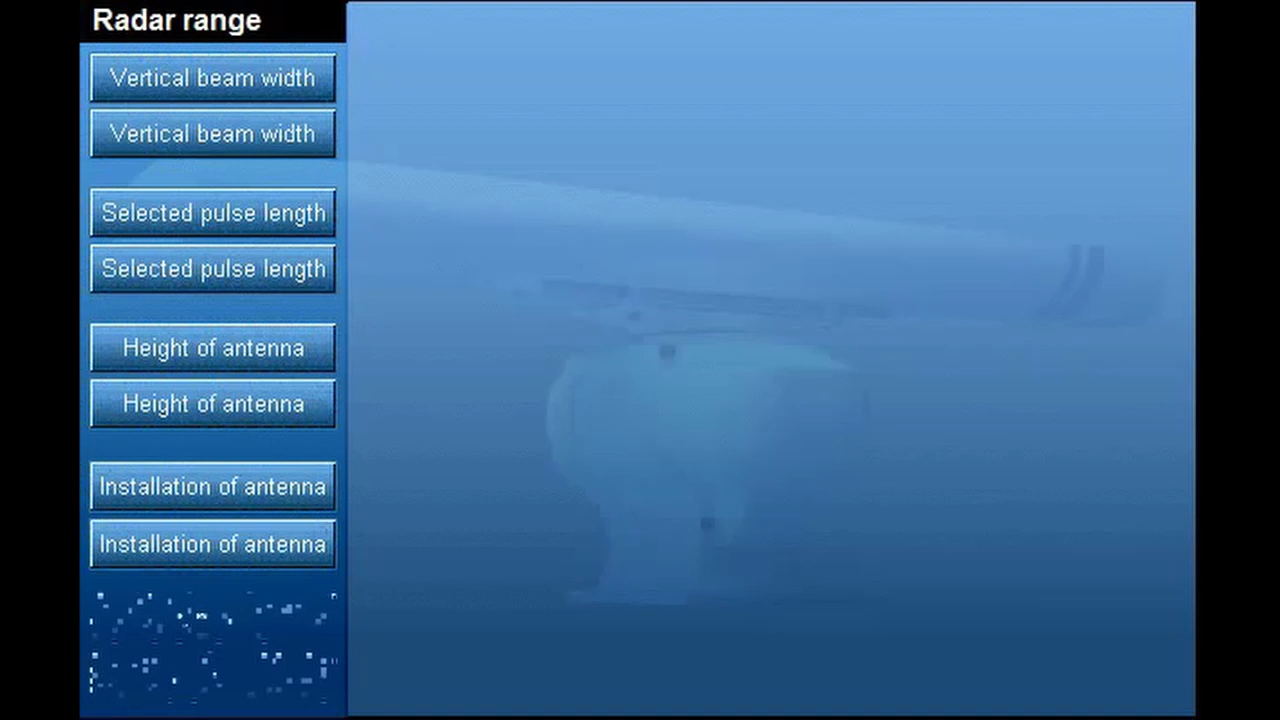 Radar range
Vertical beam width
Vertical beam width
Selected pulse length
Selected pulse length
Height of antenna
Height of antenna
Installation of antenna
Installation of antenna